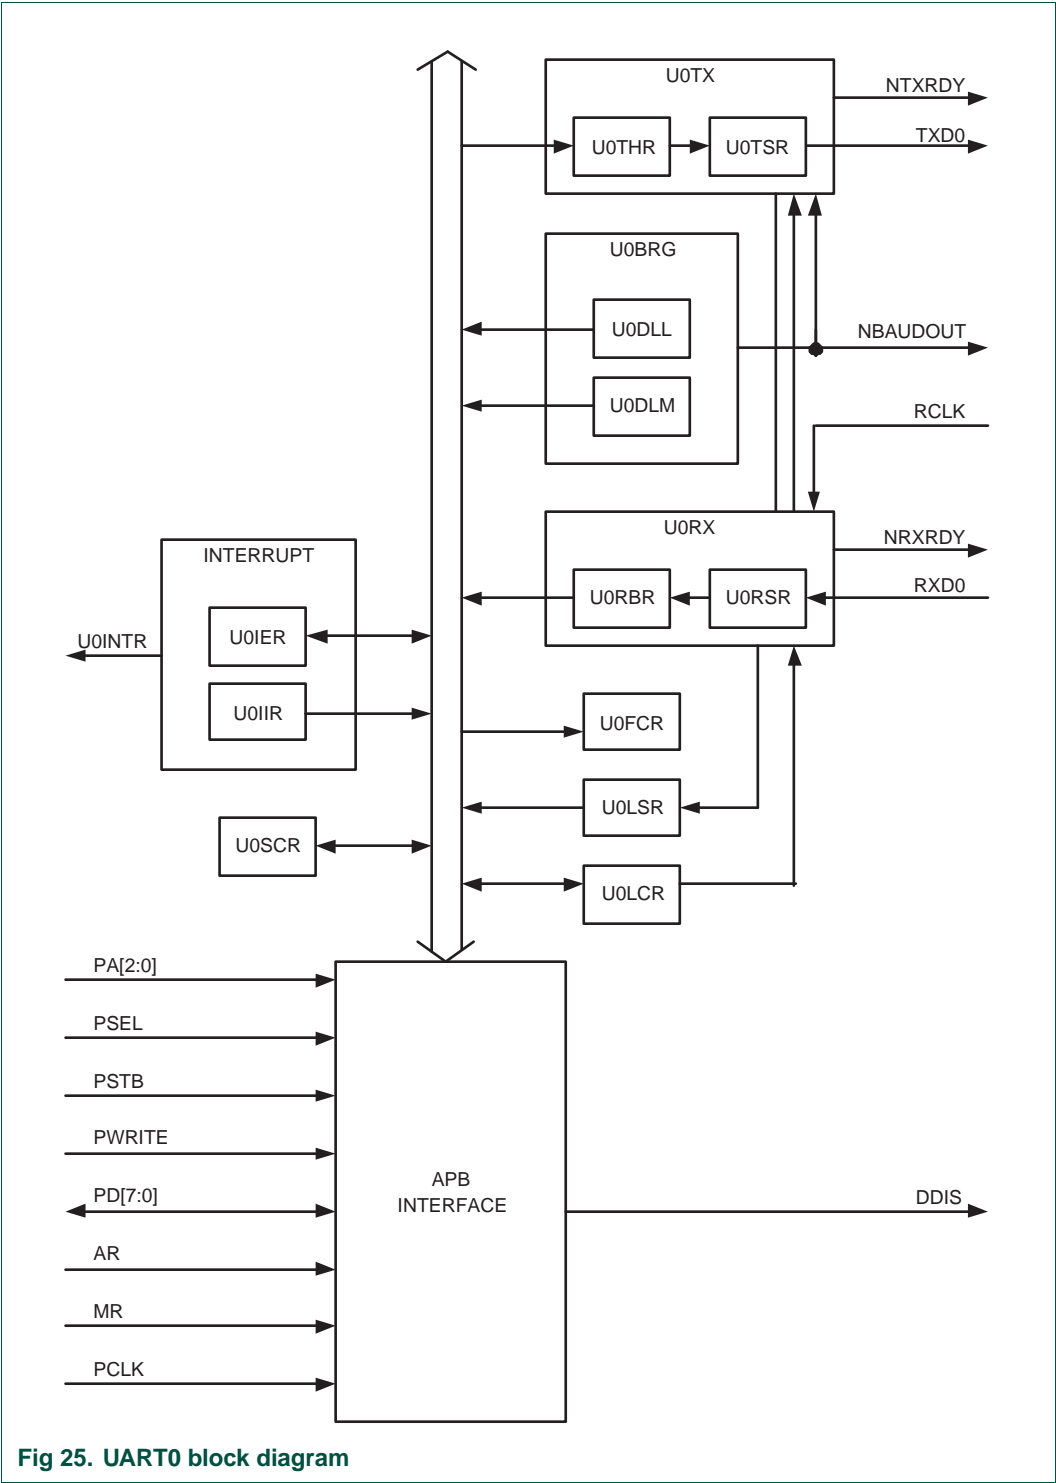 U0TX
NTXRDY
U0THR
U0TSR
TXD0
U0BRG
U0DLL
NBAUDOUT
U0DLM
RCLK
U0RX
NRXRDY
INTERRUPT
U0RBR
U0RSR
RXD0
U0INTR
U0IER
U0IIR
U0FCR
U0LSR
U0SCR
U0LCR
PA[2:0]
PSEL
PSTB
PWRITE
APB
INTERFACE
PD[7:0]
DDIS
AR
MR
PCLK
Fig 25. UART0 block diagram